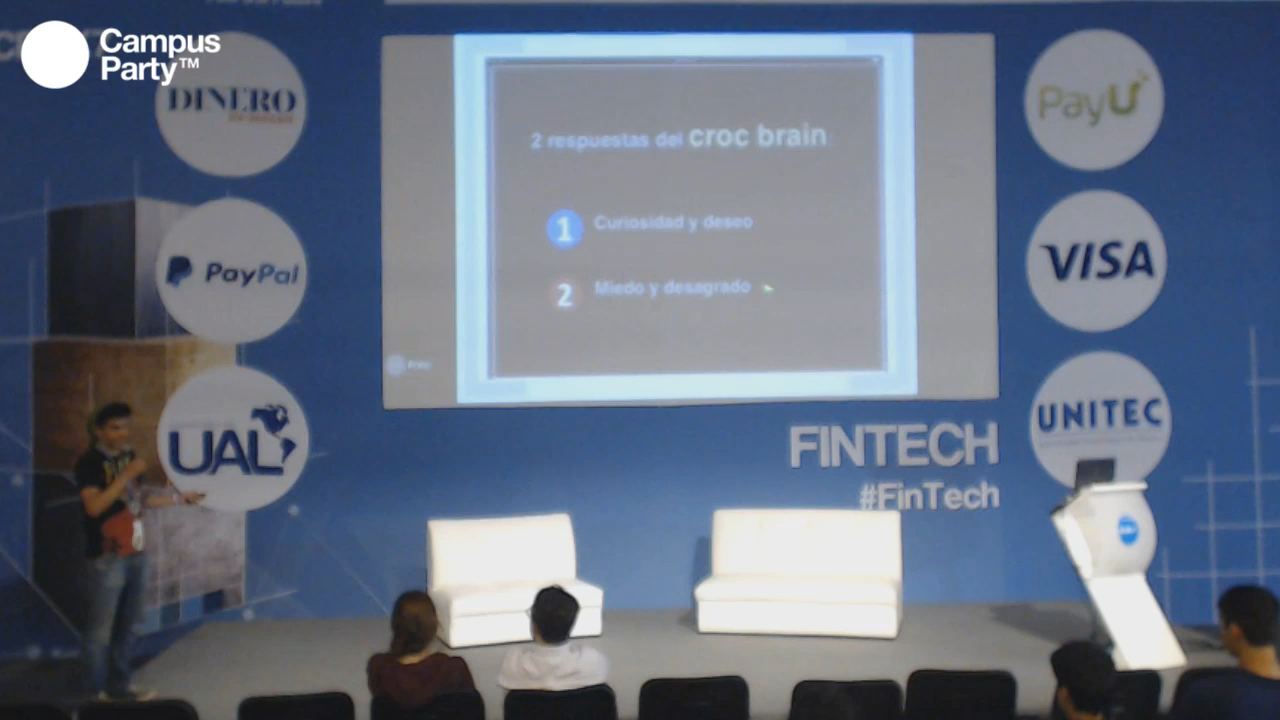 Campus
Party™
DINERO
PayPal
UAL
2 respuestas del croc brain
1 Curiosidad y deseo
2 Miedo y desagrado
PayU
VISA
UNITEC
FINTECH
#FinTech